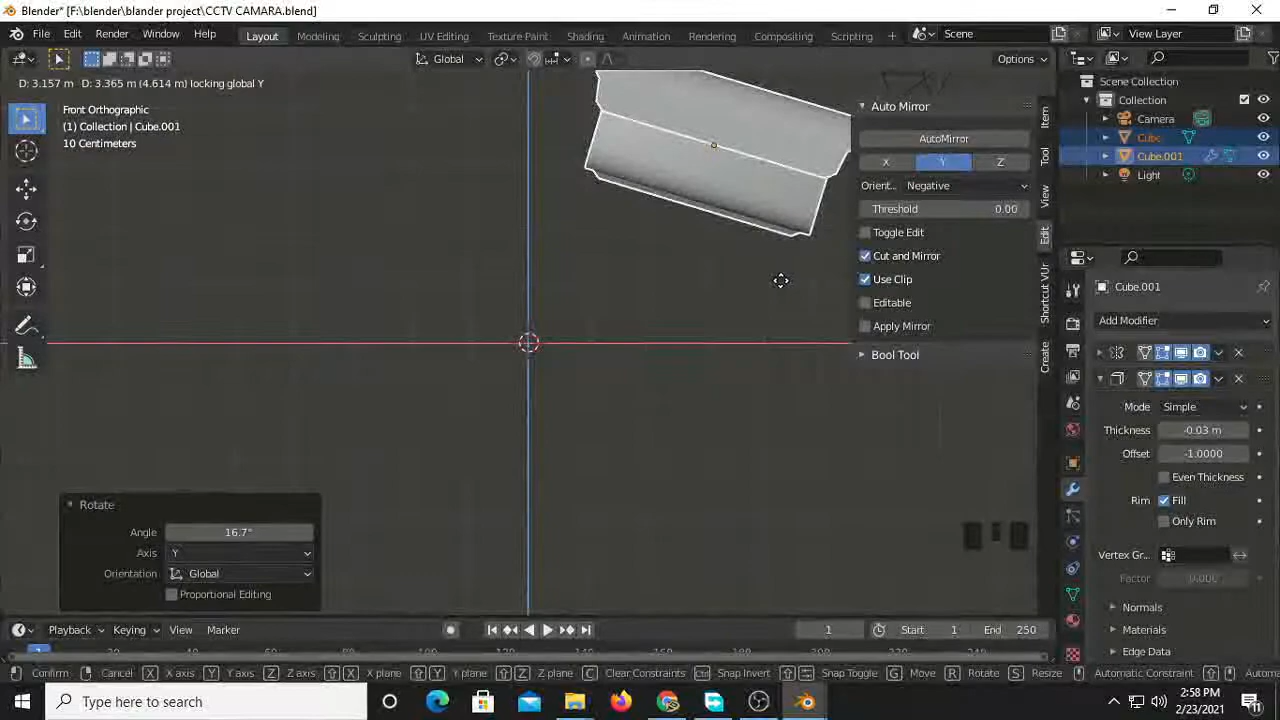 Blender* [F:\blender\blander project\CCTV CAMARA.blend]
File Edit Render Window Help Layout Modeling Sculpting UV Editing Texture Paint Shading Animation Rendering Compositing Scripting + Scene View Layer
Global Options
D: 3.157 m D: 3.365 m (4.614 m) locking global Y
Front Orthographic
(1) Collection | Cube.001
10 Centimeters
Auto Mirror
AutoMirror
X Y Z
Orient.. Negative
Threshold 0.00
Toggle Edit
Cut and Mirror
Use Clip
Editable
Apply Mirror
Bool Tool
Item
Tool
View
Edit
Shortcut VUr
Create
Scene Collection
Collection
Camera
Cube
Cube.001
Light
Cube.001
Add Modifier
Mode Simple
Thickness -0.03 m
Offset -1.0000
Even Thickness
Rim Fill
Only Rim
Vertex Gr...
Factor 0.000
Normals
Materials
Edge Data
Rotate
Angle 16.7°
Axis Y
Orientation Global
Proportional Editing
Playback Keying View Marker 1 Start 1 End 250
Confirm Cancel X X axis Y Y axis Z Z axis X X plane Y Y plane Z Z plane C Clear Constraints ctrl Snap Invert Snap Toggle G Move R Rotate S Resize Automatic Constraint Automa
Type here to search
2:58 PM
2/23/2021
11